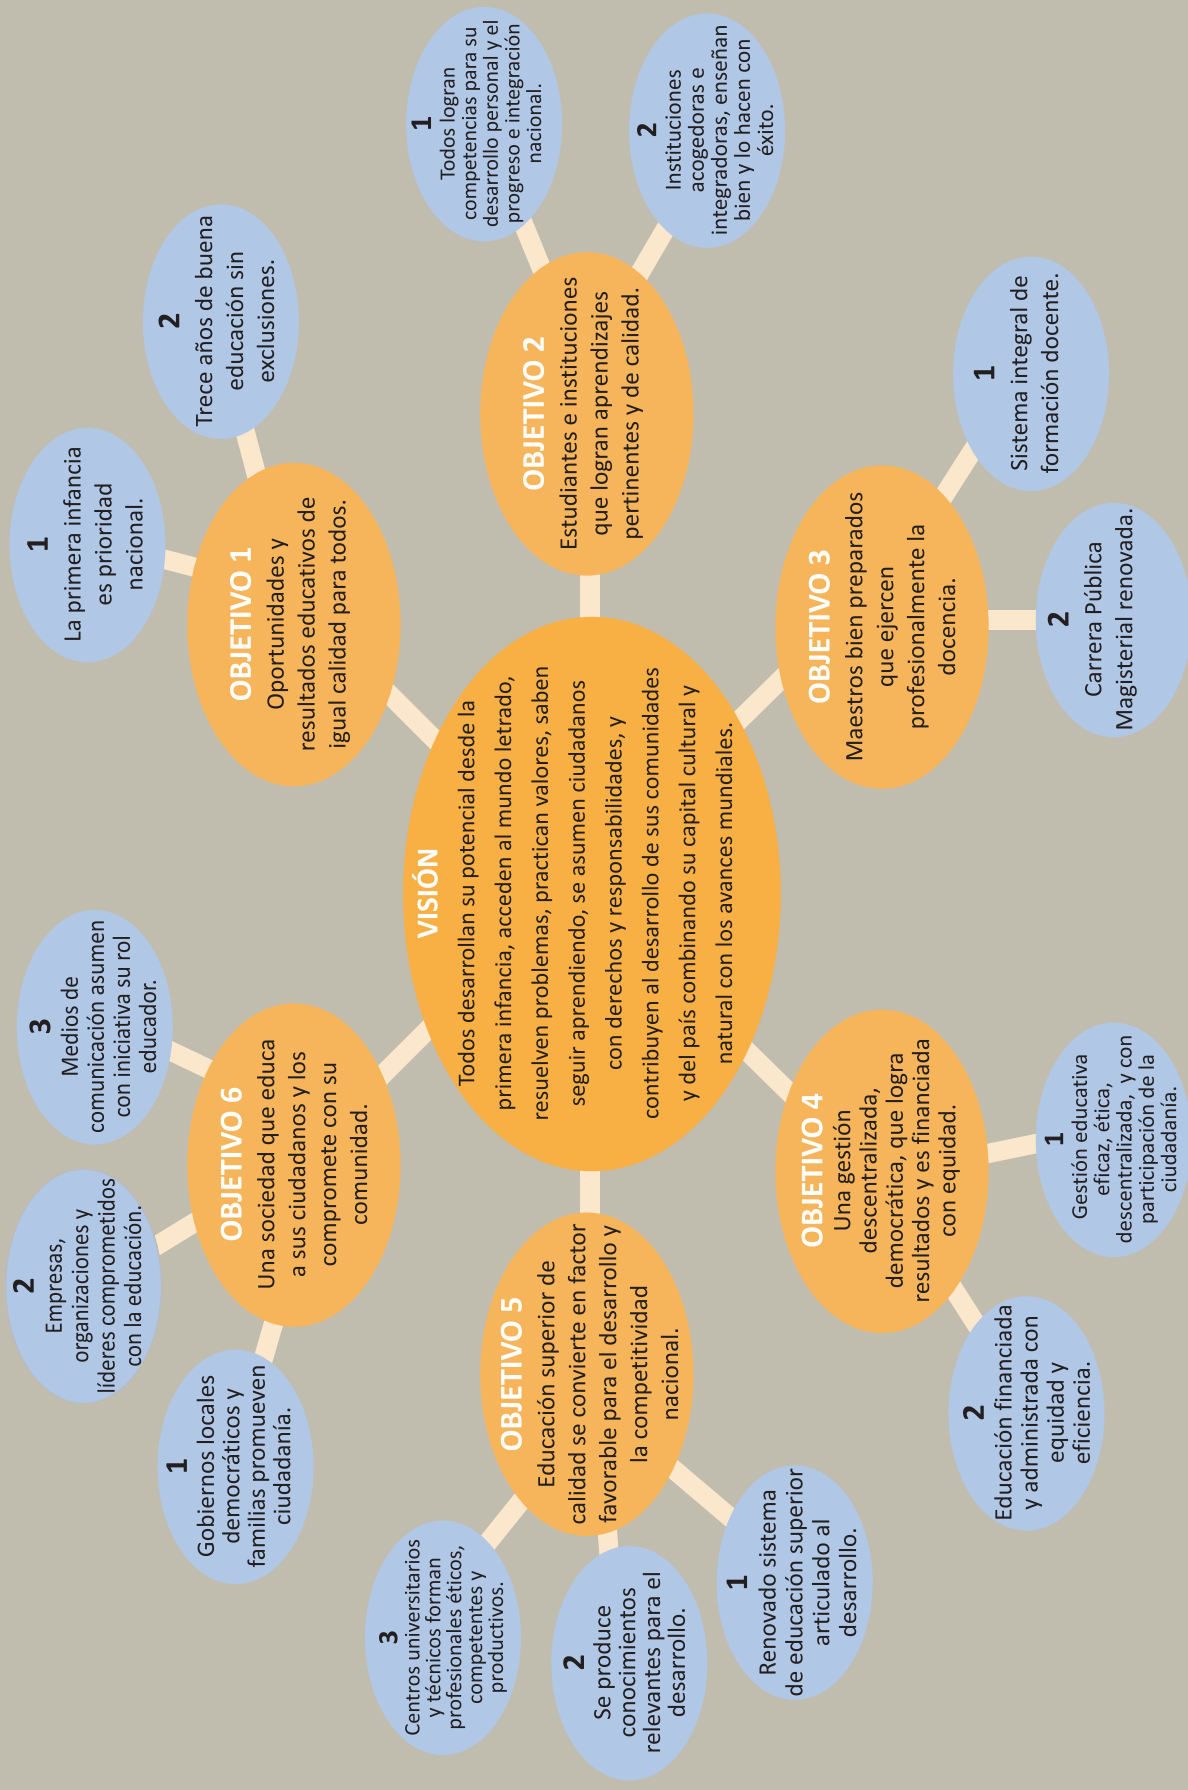 VISIÓN
Todos desarrollan su potencial desde la
primera infancia, acceden al mundo letrado,
resuelven problemas, practican valores, saben
seguir aprendiendo, se asumen ciudadanos
con derechos y responsabilidades, y
contribuyen al desarrollo de sus comunidades
y del país combinando su capital cultural y
natural con los avances mundiales.
OBJETIVO 1
Oportunidades y
resultados educativos de
igual calidad para todos.
1
La primera infancia
es prioridad
nacional.
2
Trece años de buena
educación sin
exclusiones.
OBJETIVO 2
Estudiantes e instituciones
que logran aprendizajes
pertinentes y de calidad.
1
Todos logran
competencias para su
desarrollo personal y el
progreso e integración
nacional.
2
Instituciones
acogedoras e
integradoras, enseñan
bien y lo hacen con
éxito.
OBJETIVO 3
Maestros bien preparados
que ejercen
profesionalmente la
docencia.
1
Sistema integral de
formación docente.
2
Carrera Pública
Magisterial renovada.
OBJETIVO 4
Una gestión
descentralizada,
democrática, que logra
resultados y es financiada
con equidad.
1
Gestión educativa
eficaz, ética,
descentralizada, y con
participación de la
ciudadanía.
2
Educación financiada
y administrada con
equidad y
eficiencia.
OBJETIVO 5
Educación superior de
calidad se convierte en factor
favorable para el desarrollo y
la competitividad
nacional.
1
Renovado sistema
de educación superior
articulado al
desarrollo.
2
Se produce
conocimientos
relevantes para el
desarrollo.
3
Centros universitarios
y técnicos forman
profesionales éticos,
competentes y
productivos.
OBJETIVO 6
Una sociedad que educa
a sus ciudadanos y los
compromete con su
comunidad.
1
Gobiernos locales
democráticos y
familias promueven
ciudadanía.
2
Empresas,
organizaciones y
líderes comprometidos
con la educación.
3
Medios de
comunicación asumen
con iniciativa su rol
educador.